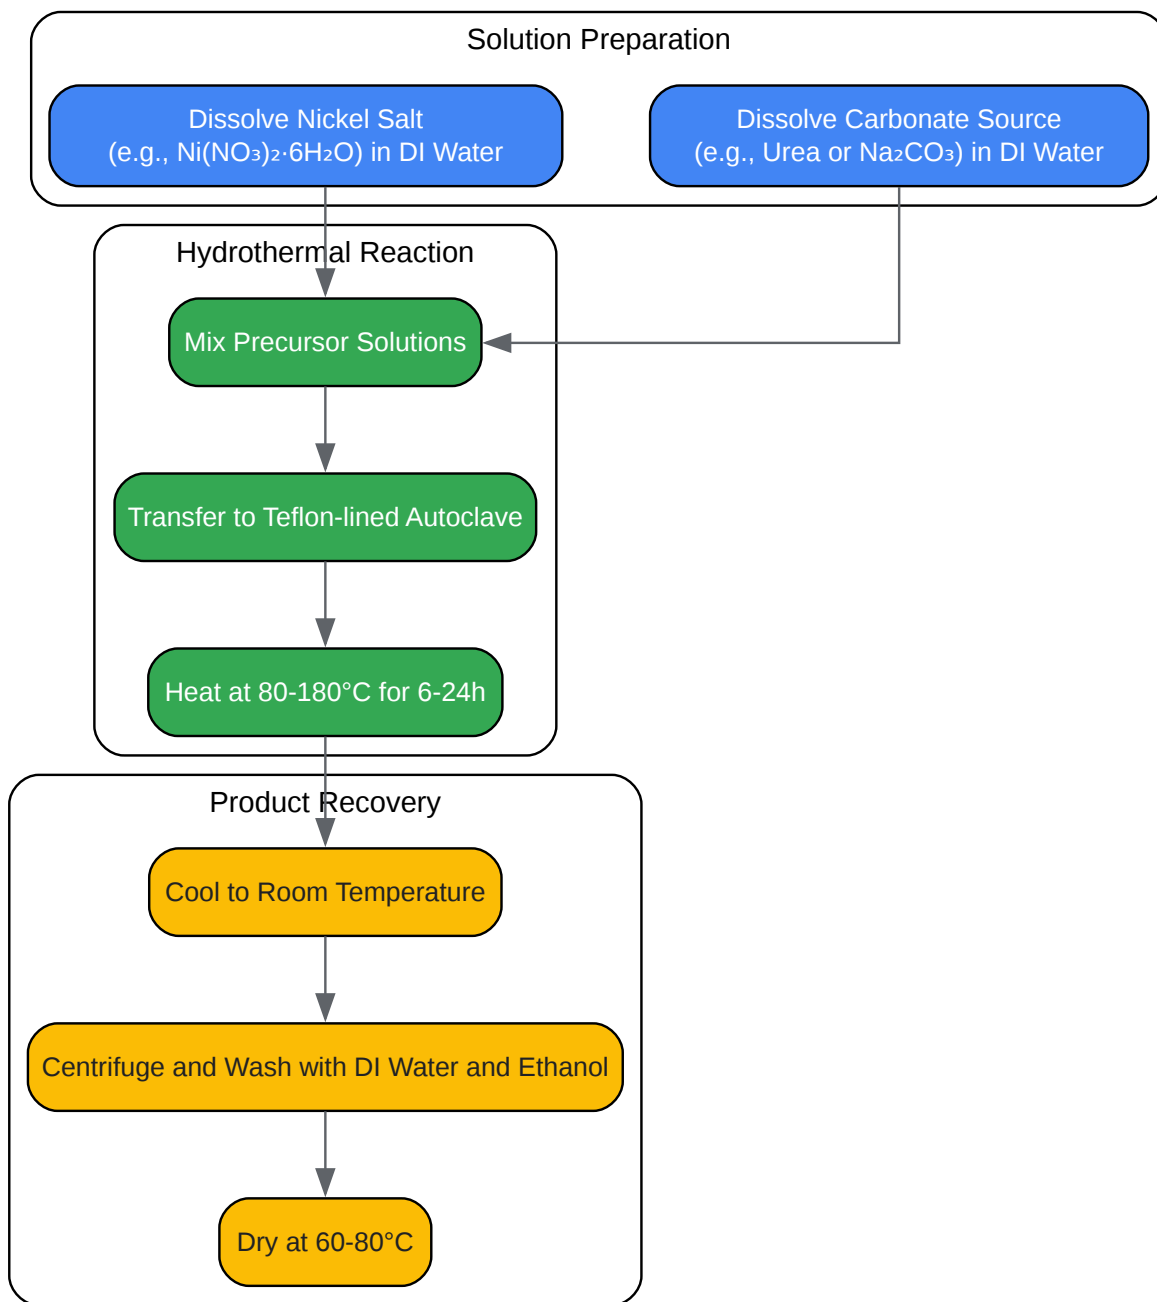 Solution Preparation
Dissolve Nickel Salt
(e.g., Ni(NO₃)₂·6H₂O) in DI Water
Dissolve Carbonate Source
(e.g., Urea or Na₂CO₃) in DI Water
Hydrothermal Reaction
Mix Precursor Solutions
Transfer to Teflon-lined Autoclave
Heat at 80-180°C for 6-24h
Product Recovery
Cool to Room Temperature
Centrifuge and Wash with DI Water and Ethanol
Dry at 60-80°C